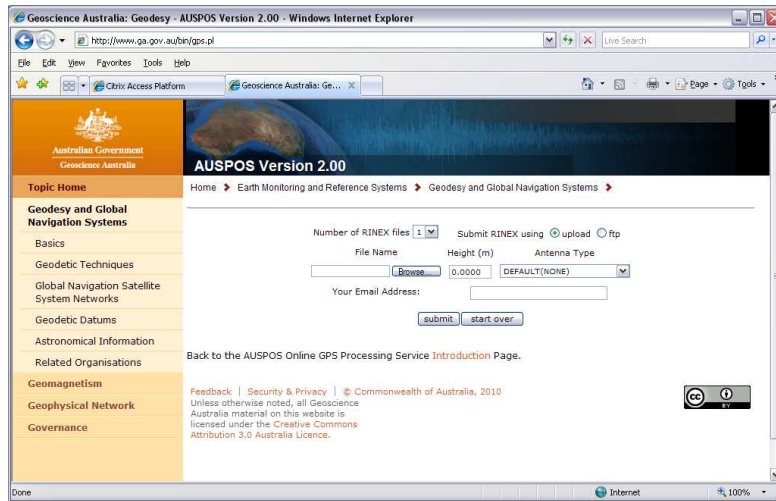 Geoscience Australia: Geodesy - AUSPOS Version 2.00 - Windows Internet Explorer
http://www.ga.gov.au/bin/gps.pl
Live Search
File Edit View Favorites Tools Help
Citrix Access Platform
Geoscience Australia: Ge...
Page
Tools
Australian Government
Geoscience Australia
AUSPOS Version 2.00
Topic Home
Home
Earth Monitoring and Reference Systems
Geodesy and Global Navigation Systems
Geodesy and Global
Navigation Systems
Basics
Geodetic Techniques
Global Navigation Satellite
System Networks
Geodetic Datums
Astronomical Information
Related Organisations
Geomagnetism
Geophysical Network
Governance
Number of RINEX files 1
Submit RINEX using upload ftp
File Name
Height (m)
Antenna Type
Browse...
0.0000
DEFAULT(NONE)
Your Email Address:
submit
start over
Back to the AUSPOS Online GPS Processing Service Introduction Page.
Feedback | Security & Privacy | © Commonwealth of Australia, 2010
Unless otherwise noted, all Geoscience
Australia material on this website is
licensed under the Creative Commons
Attribution 3.0 Australia Licence.
cc
BY
Done
Internet
100%